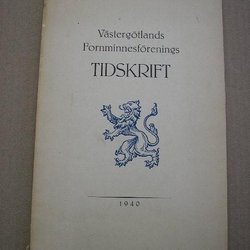 Västergötlands
Fornminnesförenings
TIDSKRIFT
1940